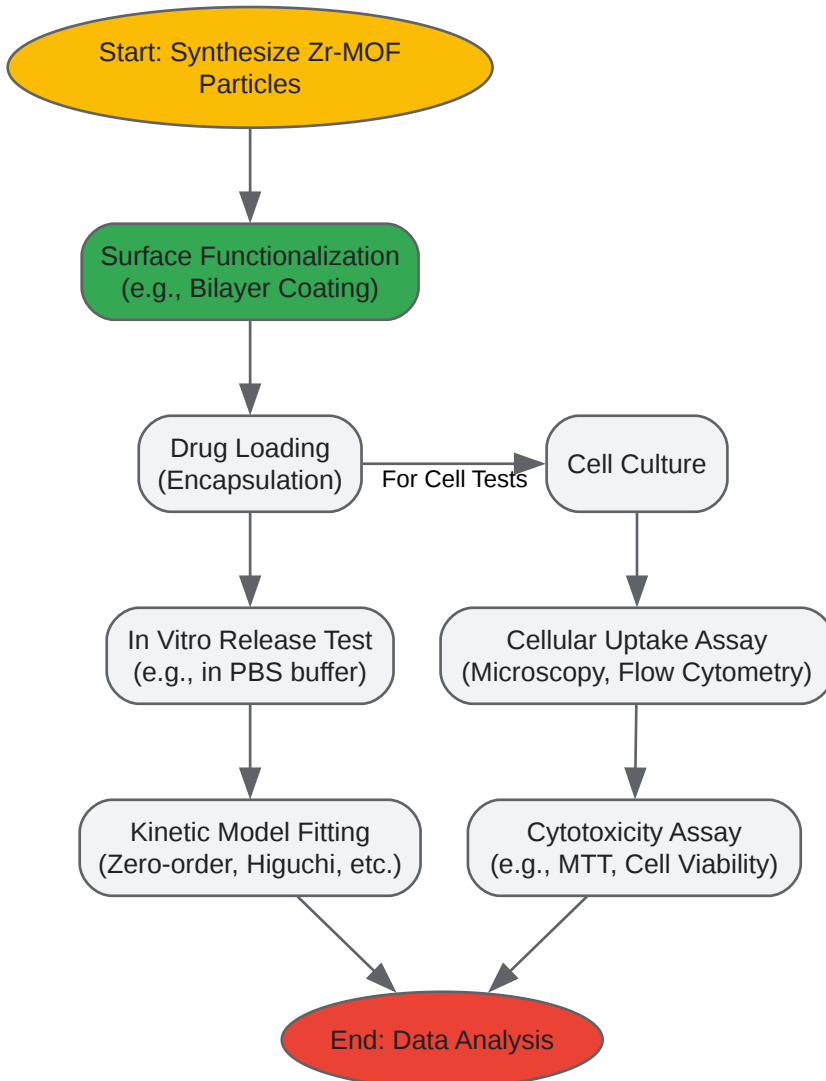 Start: Synthesize Zr-MOF
Particles
Surface Functionalization
(e.g., Bilayer Coating)
Drug Loading
(Encapsulation)
For Cell Tests
Cell Culture
In Vitro Release Test
(e.g., in PBS buffer)
Cellular Uptake Assay
(Microscopy, Flow Cytometry)
Kinetic Model Fitting
(Zero-order, Higuchi, etc.)
Cytotoxicity Assay
(e.g., MTT, Cell Viability)
End: Data Analysis